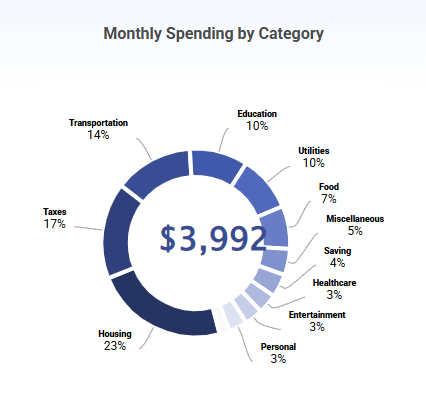 Monthly Spending by Category
Education
10%
Transportation
14%
Utilities
10%
Food
7%
Taxes
17%
Miscellaneous
5%
$3,992
Saving
4%
Healthcare
3%
Entertainment
3%
Housing
23%
Personal
3%